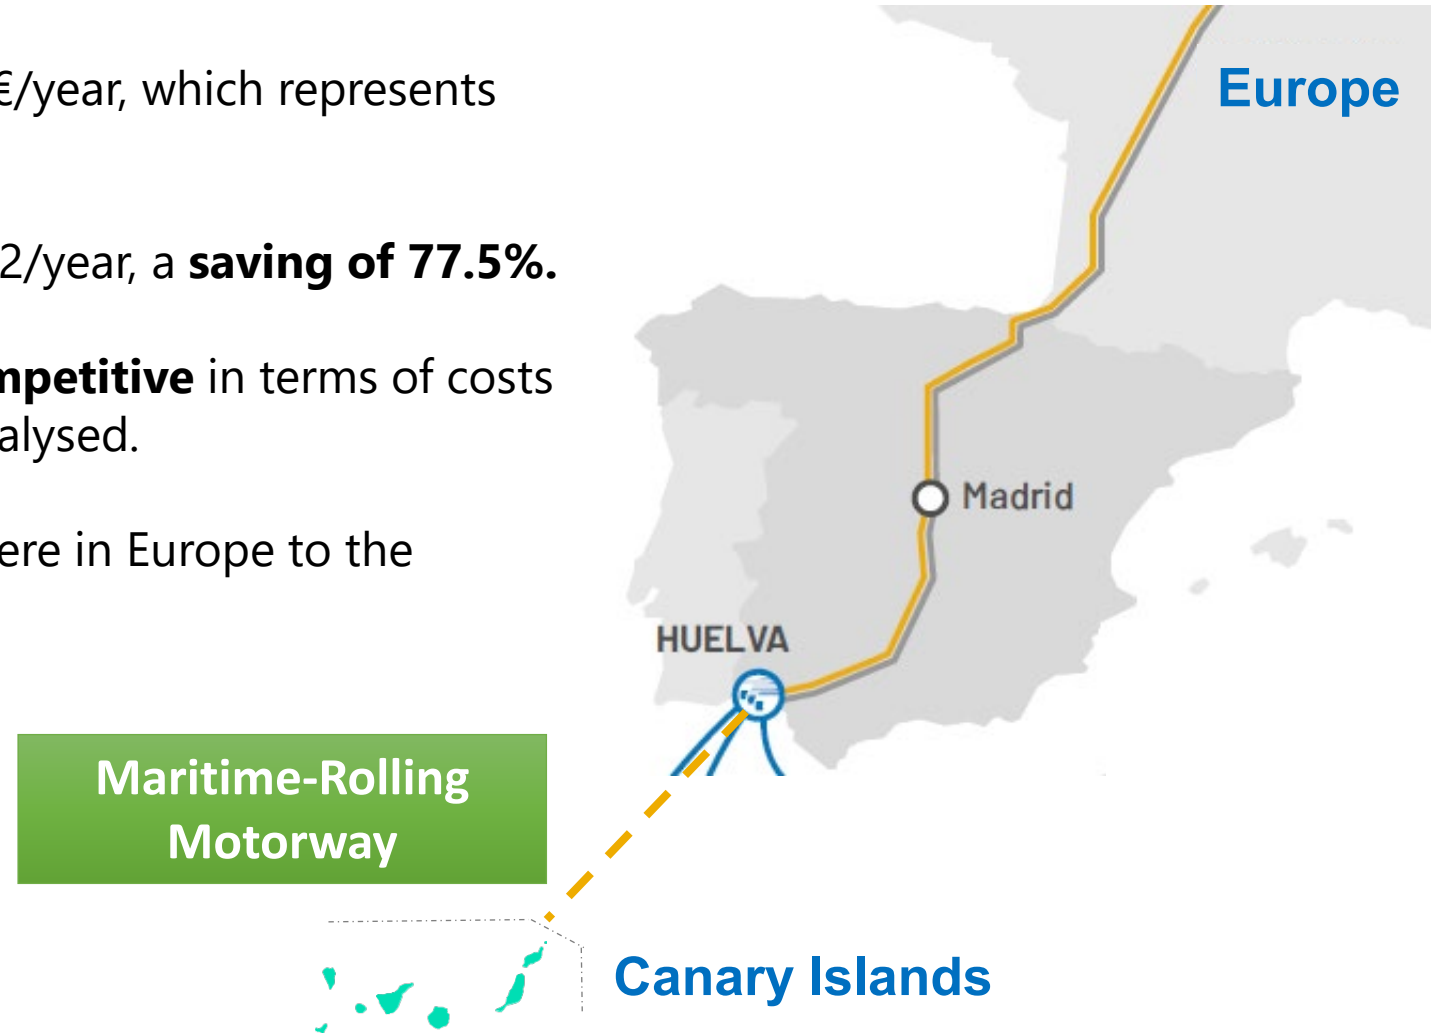 €/year, which represents
2/year, a saving of 77.5%.
mpetitive in terms of costs
alysed.
ere in Europe to the
Europe
Madrid
HUELVA
Maritime-Rolling
Motorway
Canary Islands